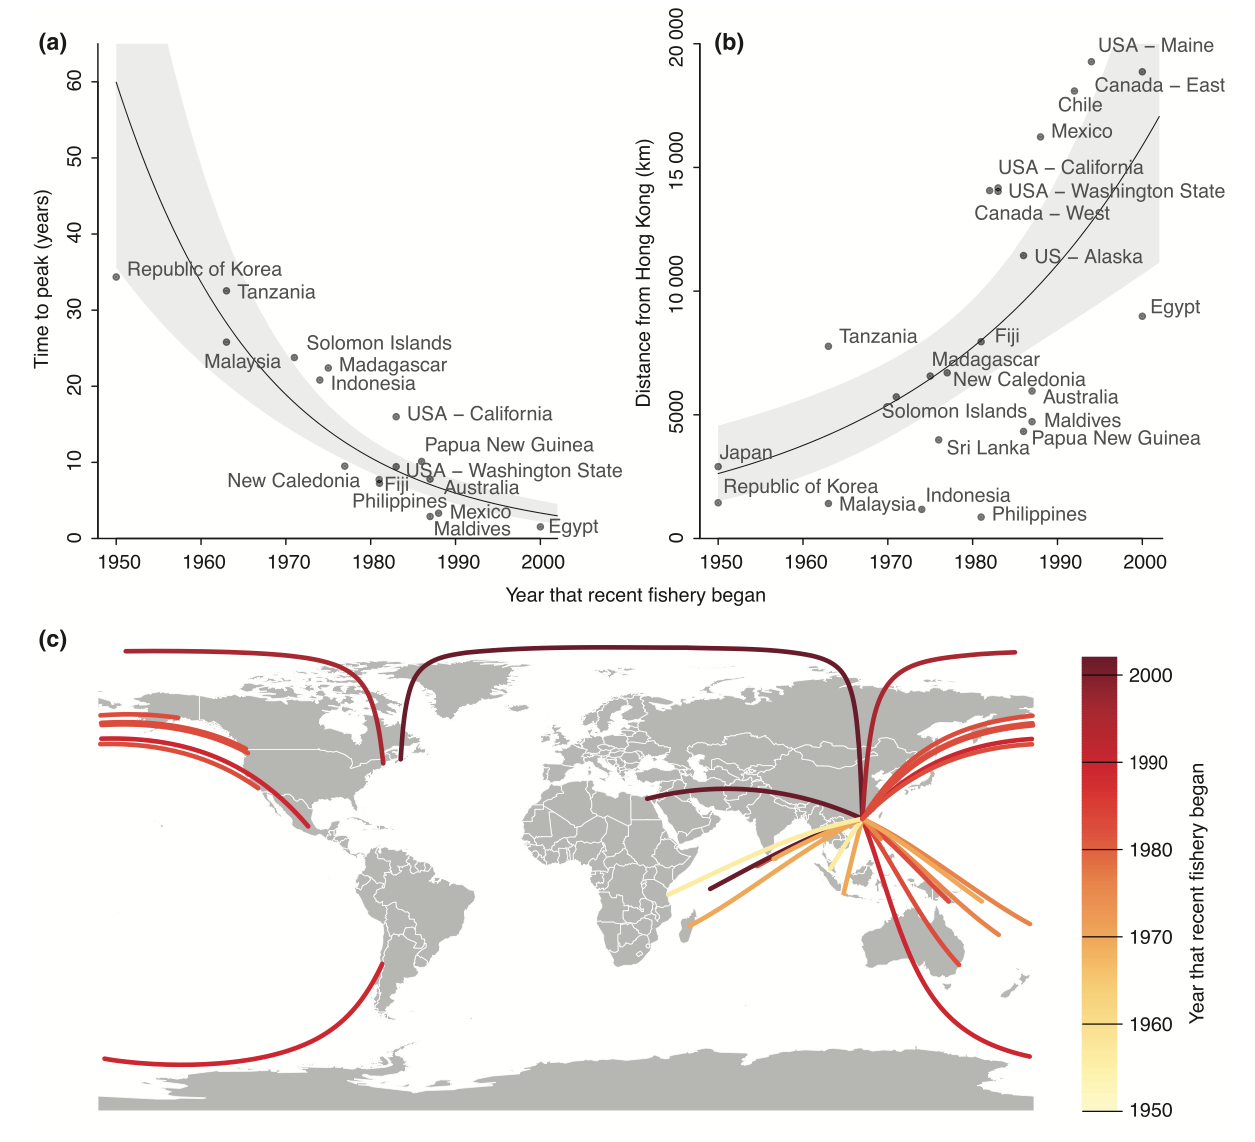 (a)
Time to peak (years)
60
50
40
30
20
10
0
Republic of Korea
Tanzania
Malaysia
Solomon Islands
Madagascar
Indonesia
USA – California
Papua New Guinea
USA – Washington State
New Caledonia
Fiji
Australia
Philippines
Mexico
Maldives
Egypt
1950 1960 1970 1980 1990 2000
(b)
Distance from Hong Kong (km)
20 000
15 000
10 000
5000
0
USA – Maine
Canada – East
Chile
Mexico
USA – California
USA – Washington State
Canada – West
US – Alaska
Egypt
Tanzania
Fiji
Madagascar
New Caledonia
Australia
Solomon Islands
Maldives
Papua New Guinea
Sri Lanka
Japan
Republic of Korea
Malaysia
Indonesia
Philippines
1950 1960 1970 1980 1990 2000
Year that recent fishery began
(c)
2000
1990
1980
1970
1960
1950
Year that recent fishery began